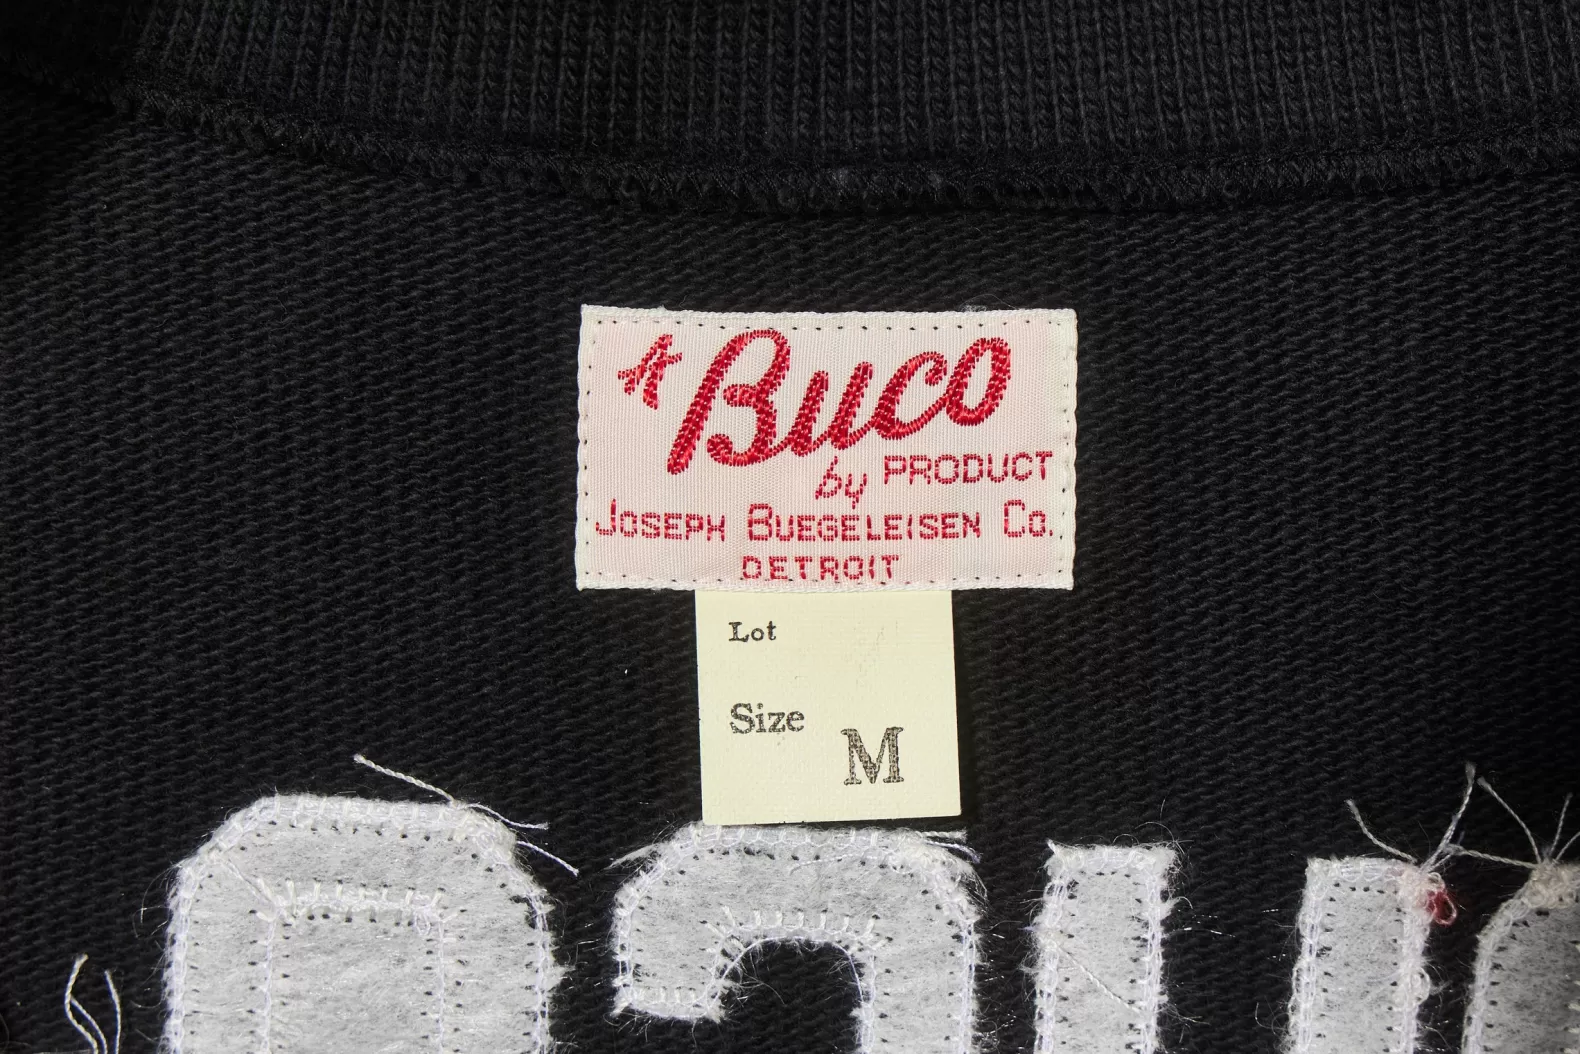 A Buco
by PRODUCT
JOSEPH BUEGELEISEN CO.
DETROIT
Lot
Size M